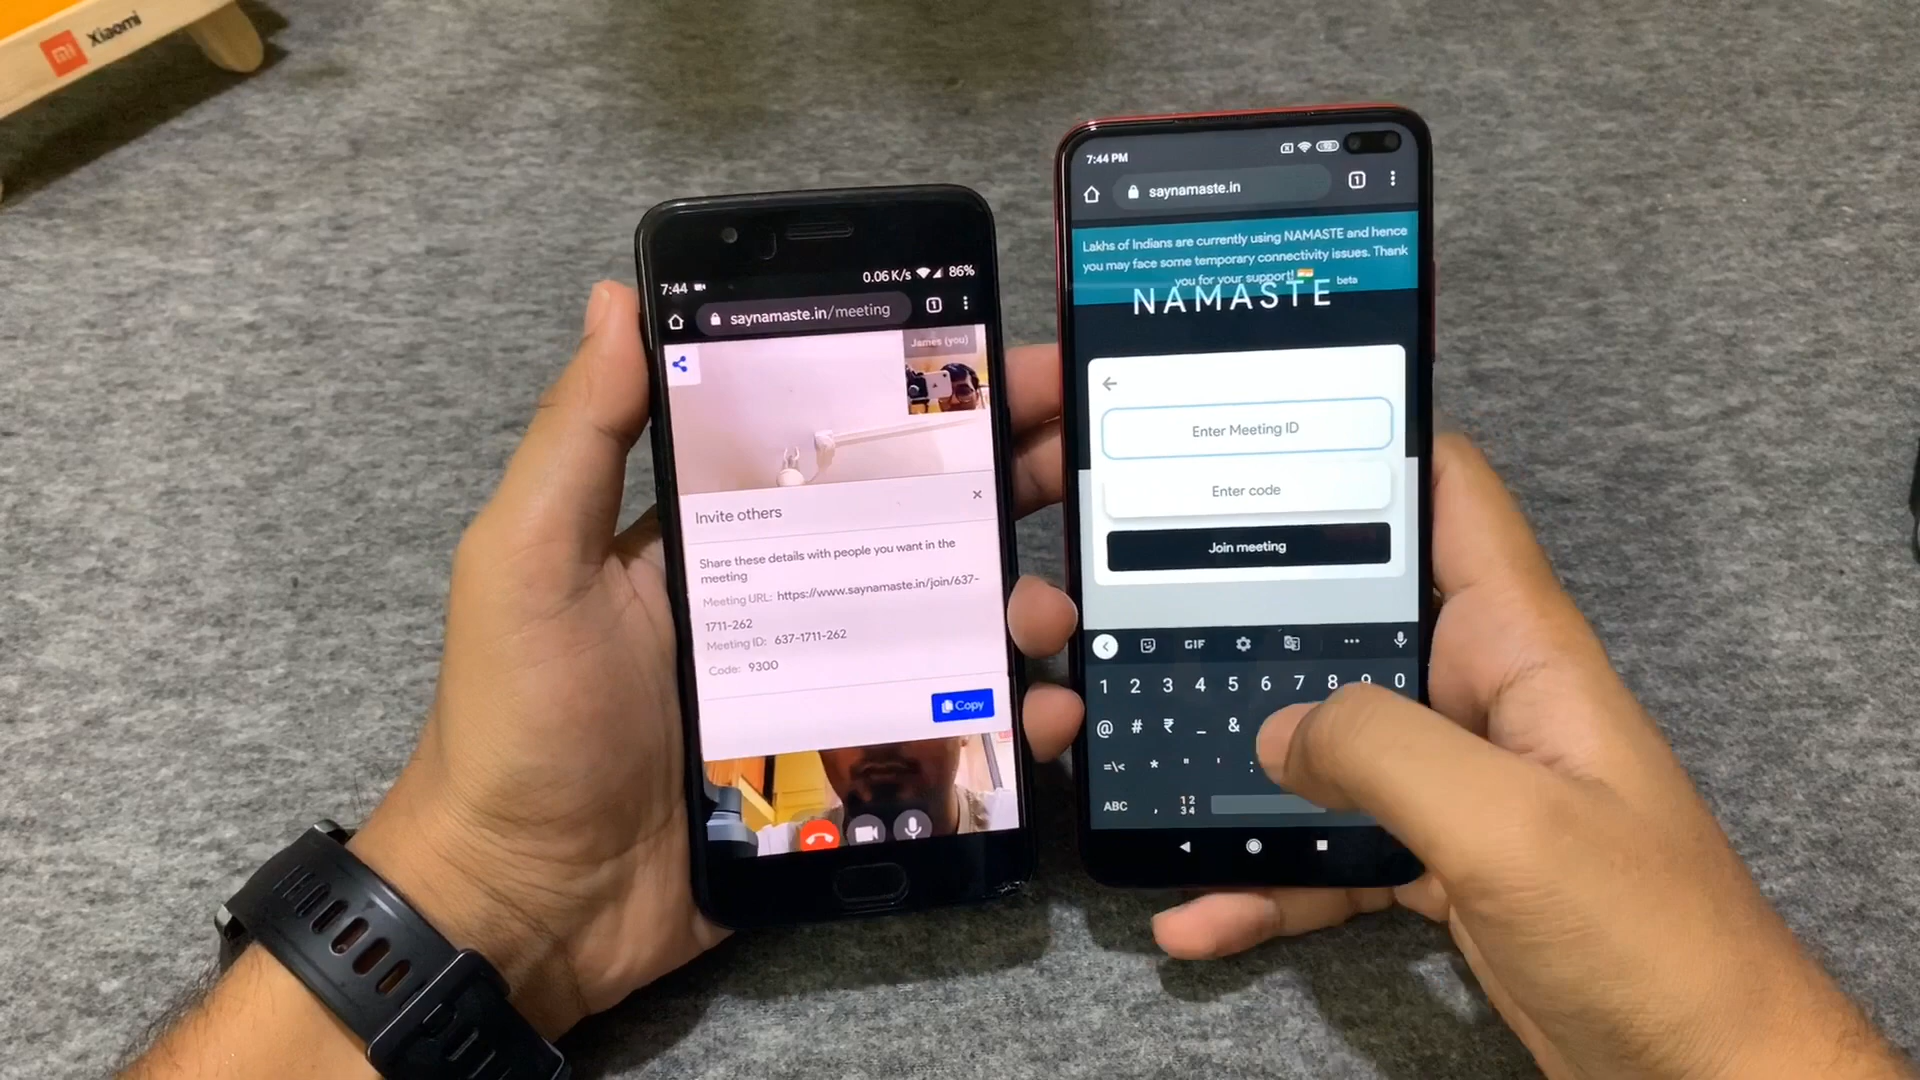 Xiaomi
7:44
0.06 K/s
86%
saynamaste.in/meeting
1
James (you)
Invite others
×
Share these details with people you want in the
meeting
Meeting URL: https://www.saynamaste.in/join/637-
1711-262
Meeting ID: 637-1711-262
Code: 9300
Copy
7:44 PM
saynamaste.in
1
Lakhs of Indians are currently using NAMASTE and hence
you may face some temporary connectivity issues. Thank
you for your support! 🇮🇳
NAMASTE beta
Enter Meeting ID
Enter code
Join meeting
GIF
1 2 3 4 5 6 7 8 9 0
@ # ₹ _ &
=\< * " ' :
ABC , 12
34